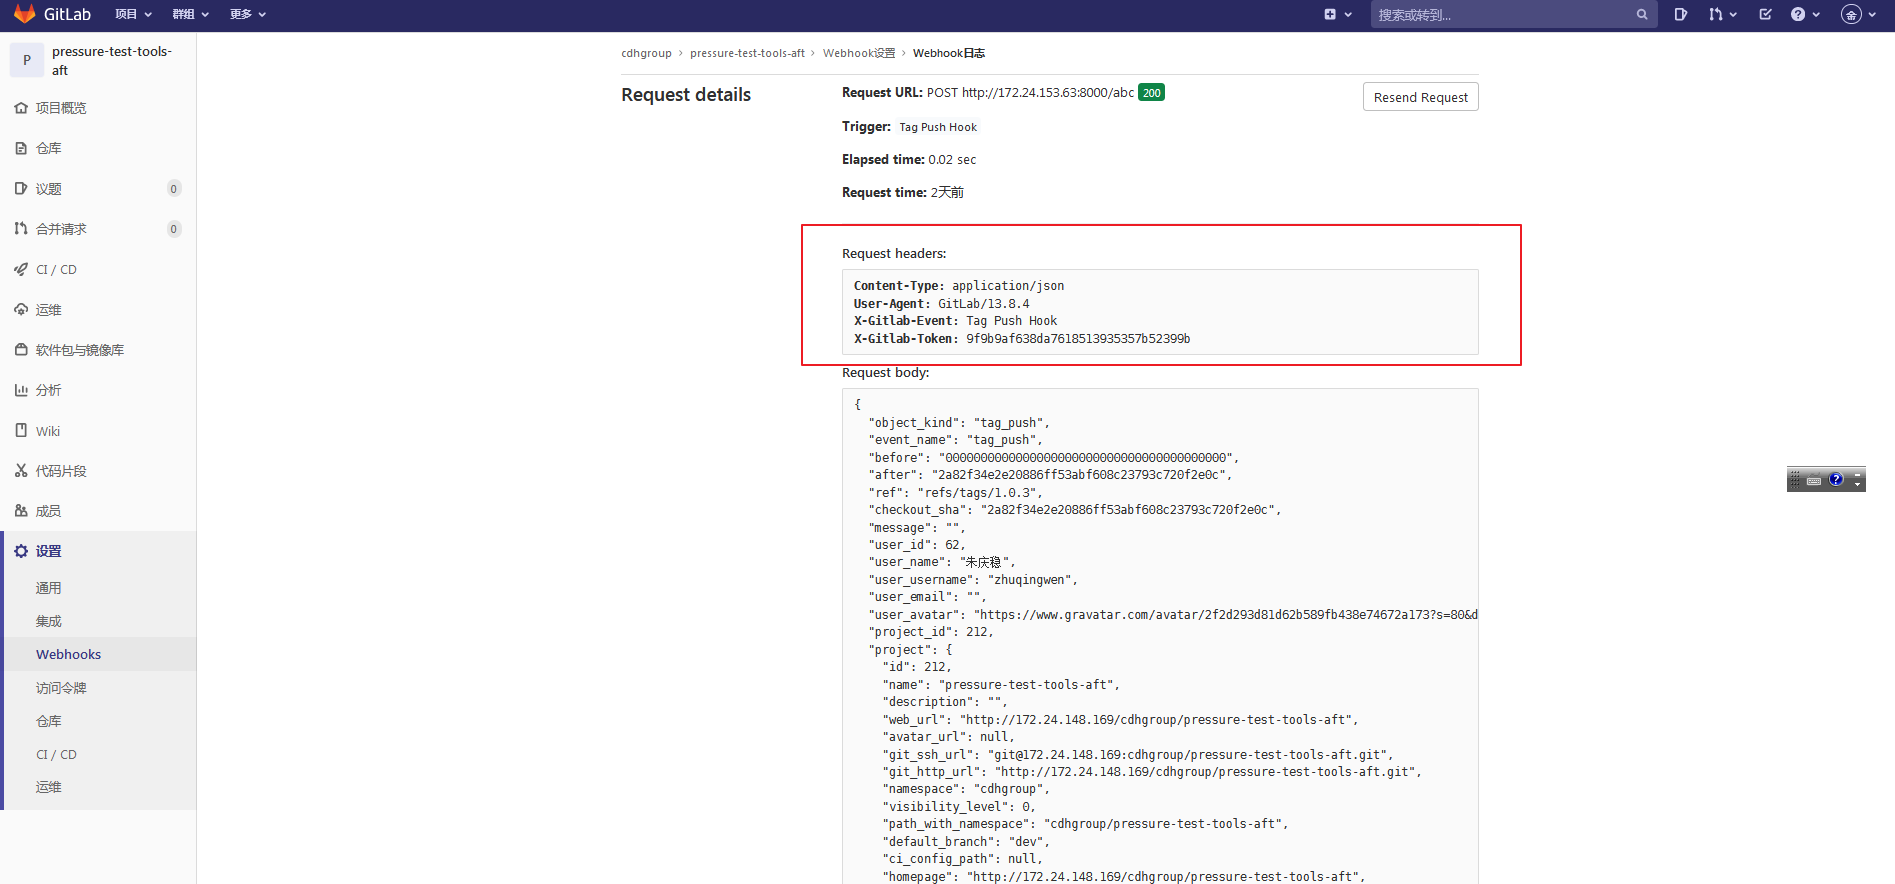 GitLab 项目 群组 更多 搜索或转到... 金
P pressure-test-tools-aft
项目概览
仓库
议题 0
合并请求 0
CI / CD
运维
软件包与镜像库
分析
Wiki
代码片段
成员
设置
通用
集成
Webhooks
访问令牌
仓库
CI / CD
运维
cdhgroup > pressure-test-tools-aft > Webhook设置 > Webhook日志
Request details
Request URL: POST http://172.24.153.63:8000/abc 200
Resend Request
Trigger: Tag Push Hook
Elapsed time: 0.02 sec
Request time: 2天前
Request headers:
Content-Type: application/json
User-Agent: GitLab/13.8.4
X-Gitlab-Event: Tag Push Hook
X-Gitlab-Token: 9f9b9af638da7618513935357b52399b
Request body:
{
"object_kind": "tag_push",
"event_name": "tag_push",
"before": "0000000000000000000000000000000000000000",
"after": "2a82f34e2e20886ff53abf608c23793c720f2e0c",
"ref": "refs/tags/1.0.3",
"checkout_sha": "2a82f34e2e20886ff53abf608c23793c720f2e0c",
"message": "",
"user_id": 62,
"user_name": "朱庆稳",
"user_username": "zhuqingwen",
"user_email": "",
"user_avatar": "https://www.gravatar.com/avatar/2f2d293d81d62b589fb438e74672a173?s=80&d
"project_id": 212,
"project": {
"id": 212,
"name": "pressure-test-tools-aft",
"description": "",
"web_url": "http://172.24.148.169/cdhgroup/pressure-test-tools-aft",
"avatar_url": null,
"git_ssh_url": "git@172.24.148.169:cdhgroup/pressure-test-tools-aft.git",
"git_http_url": "http://172.24.148.169/cdhgroup/pressure-test-tools-aft.git",
"namespace": "cdhgroup",
"visibility_level": 0,
"path_with_namespace": "cdhgroup/pressure-test-tools-aft",
"default_branch": "dev",
"ci_config_path": null,
"homepage": "http://172.24.148.169/cdhgroup/pressure-test-tools-aft",